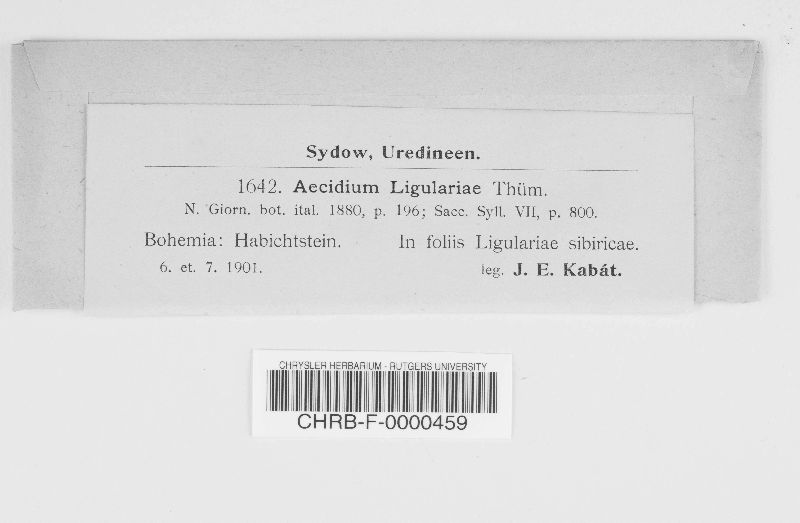 Sydow, Uredineen.
1642. Aecidium Ligulariae Thüm.
N. Giorn. bot. ital. 1880, p. 196; Sacc. Syll. VII, p. 800.
Bohemia: Habichtstein. In foliis Ligulariae sibiricae.
6. et. 7. 1901. leg. J. E. Kabát.
CHRYSLER HERBARIUM - RUTGERS UNIVERSITY
CHRB-F-0000459